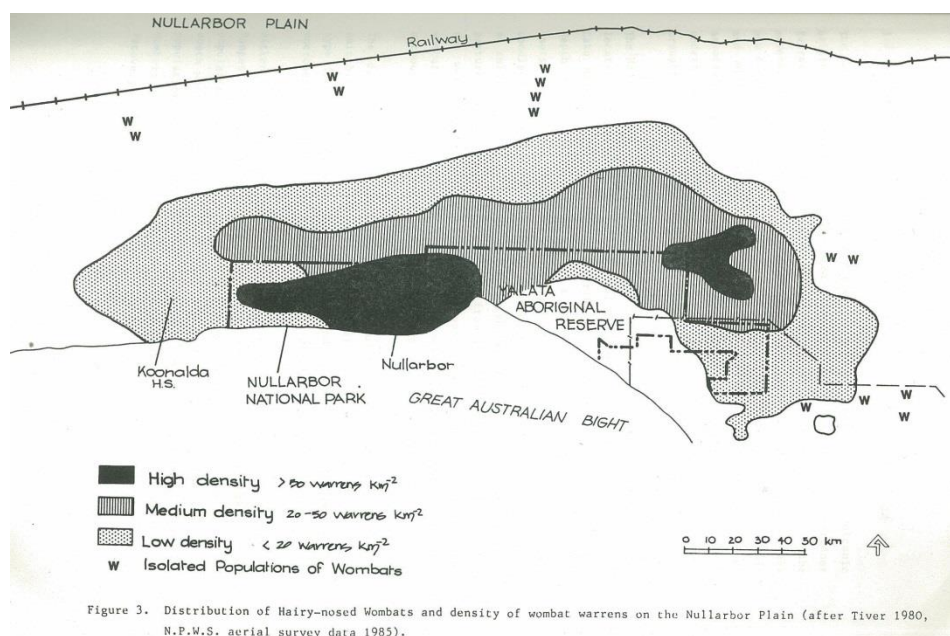 NULLARBOR PLAIN
Railway
W
W
W
W
W
W
W
W
W
W
W
W
YALATA
ABORIGINAL
RESERVE
Koonalda
H.S.
NULLARBOR
NATIONAL PARK
Nullarbor
GREAT AUSTRALIAN BIGHT
W
W
W
W
High density > 50 warrens km⁻²
Medium density 20-50 warrens km⁻²
Low density < 20 warrens km⁻²
W Isolated Populations of Wombats
0 10 20 30 40 50 km
Figure 3. Distribution of Hairy-nosed Wombats and density of wombat warrens on the Nullarbor Plain (after Tiver 1980,
N.P.W.S. aerial survey data 1985).